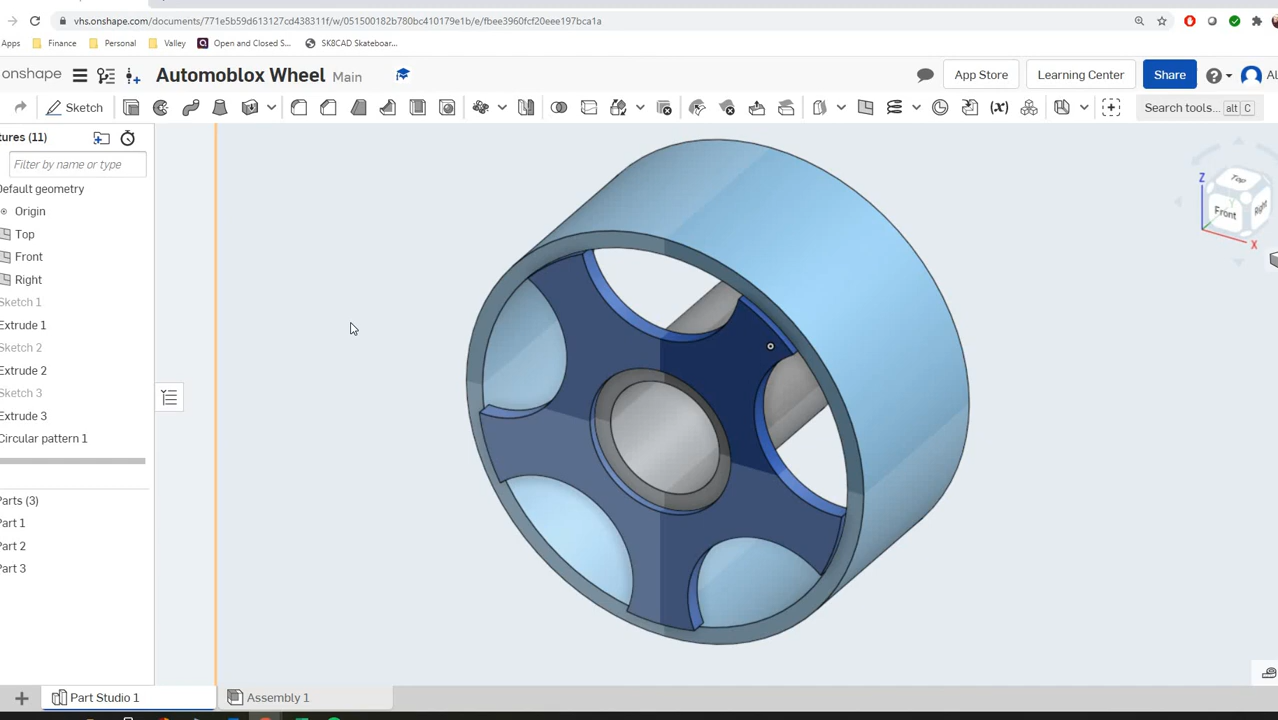 vhs.onshape.com/documents/771e5b59d613127cd438311f/w/051500182b780bc410179e1b/e/fbee3960fcf20eee197bca1a
Apps Finance Personal Valley Open and Closed S... SK8CAD Skateboar...
onshape Automoblox Wheel Main App Store Learning Center Share
Sketch (x) Search tools... alt C
tures (11)
Filter by name or type
Default geometry
Origin
Top
Front
Right
Sketch 1
Extrude 1
Sketch 2
Extrude 2
Sketch 3
Extrude 3
Circular pattern 1
Parts (3)
Part 1
Part 2
Part 3
Z
Top
Front
Right
X
Part Studio 1 Assembly 1